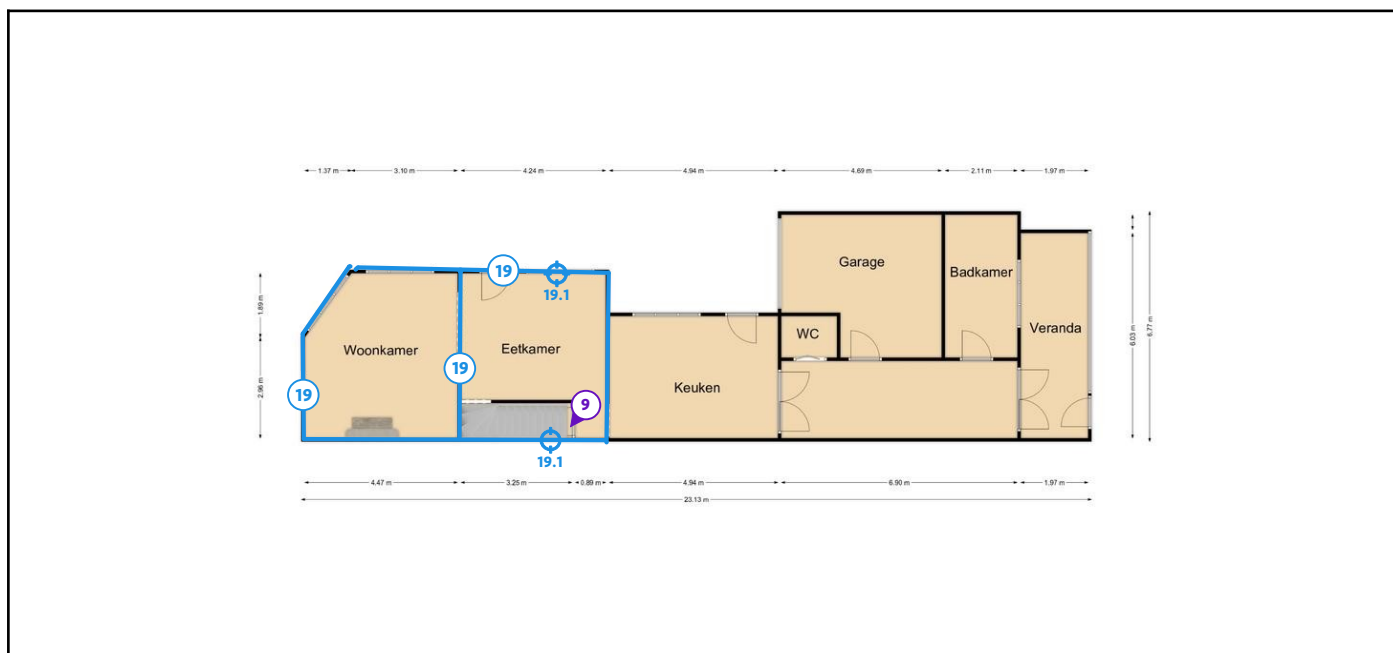 1.37 m 3.10 m 4.24 m 4.94 m 4.69 m 2.11 m 1.97 m
Garage
Badkamer
19
19.1
1.89 m
6.03 m
6.77 m
Veranda
WC
Woonkamer
Eetkamer
19
Keuken
19
2.96 m
9
19.1
4.47 m 3.25 m 0.89 m 4.94 m 6.90 m 1.97 m
23.13 m